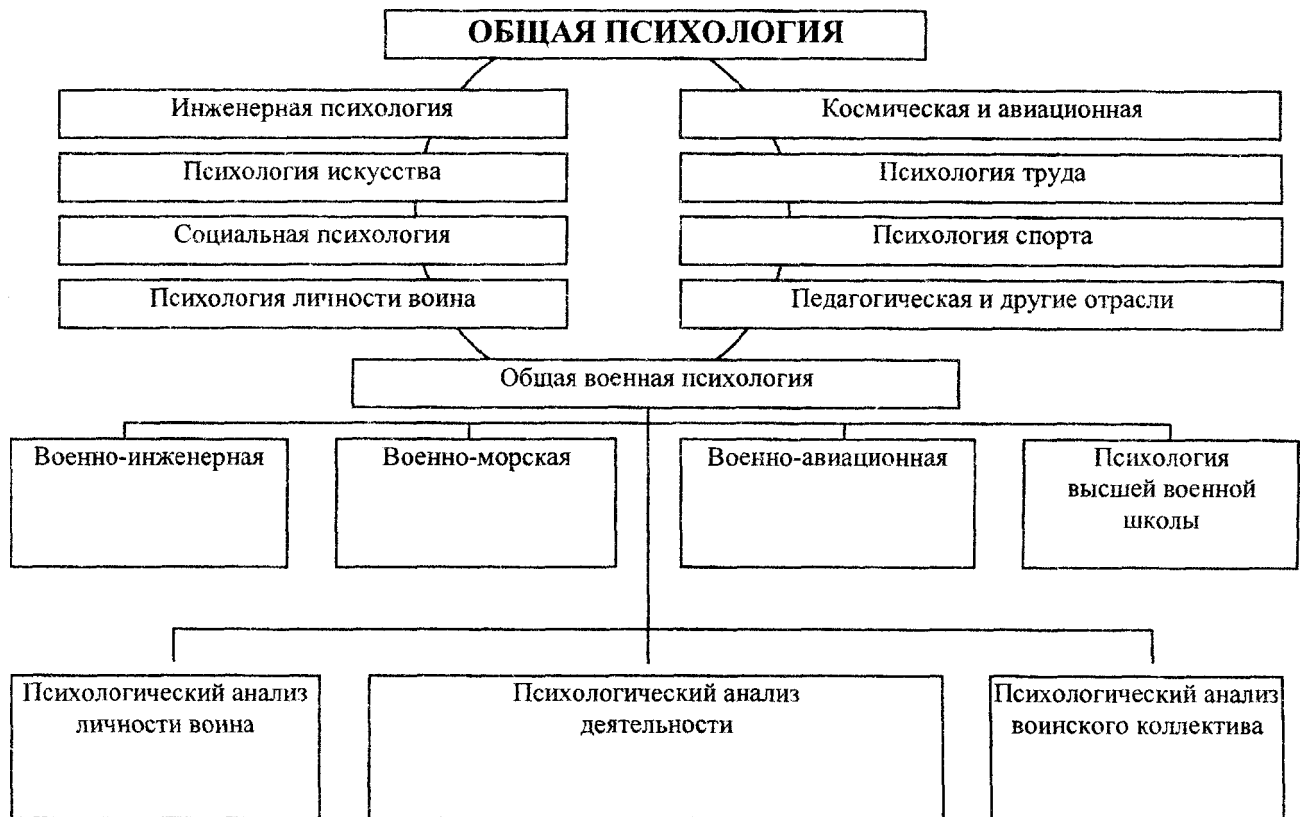 ОБЩАЯ ПСИХОЛОГИЯ
Инженерная психология
Космическая и авиационная
Психология искусства
Психология труда
Социальная психология
Психология спорта
Психология личности воина
Педагогическая и другие отрасли
Общая военная психология
Военно-инженерная
Военно-морская
Военно-авиационная
Психология
высшей военной
школы
Психологический анализ
личности воина
Психологический анализ
деятельности
Психологический анализ
воинского коллектива